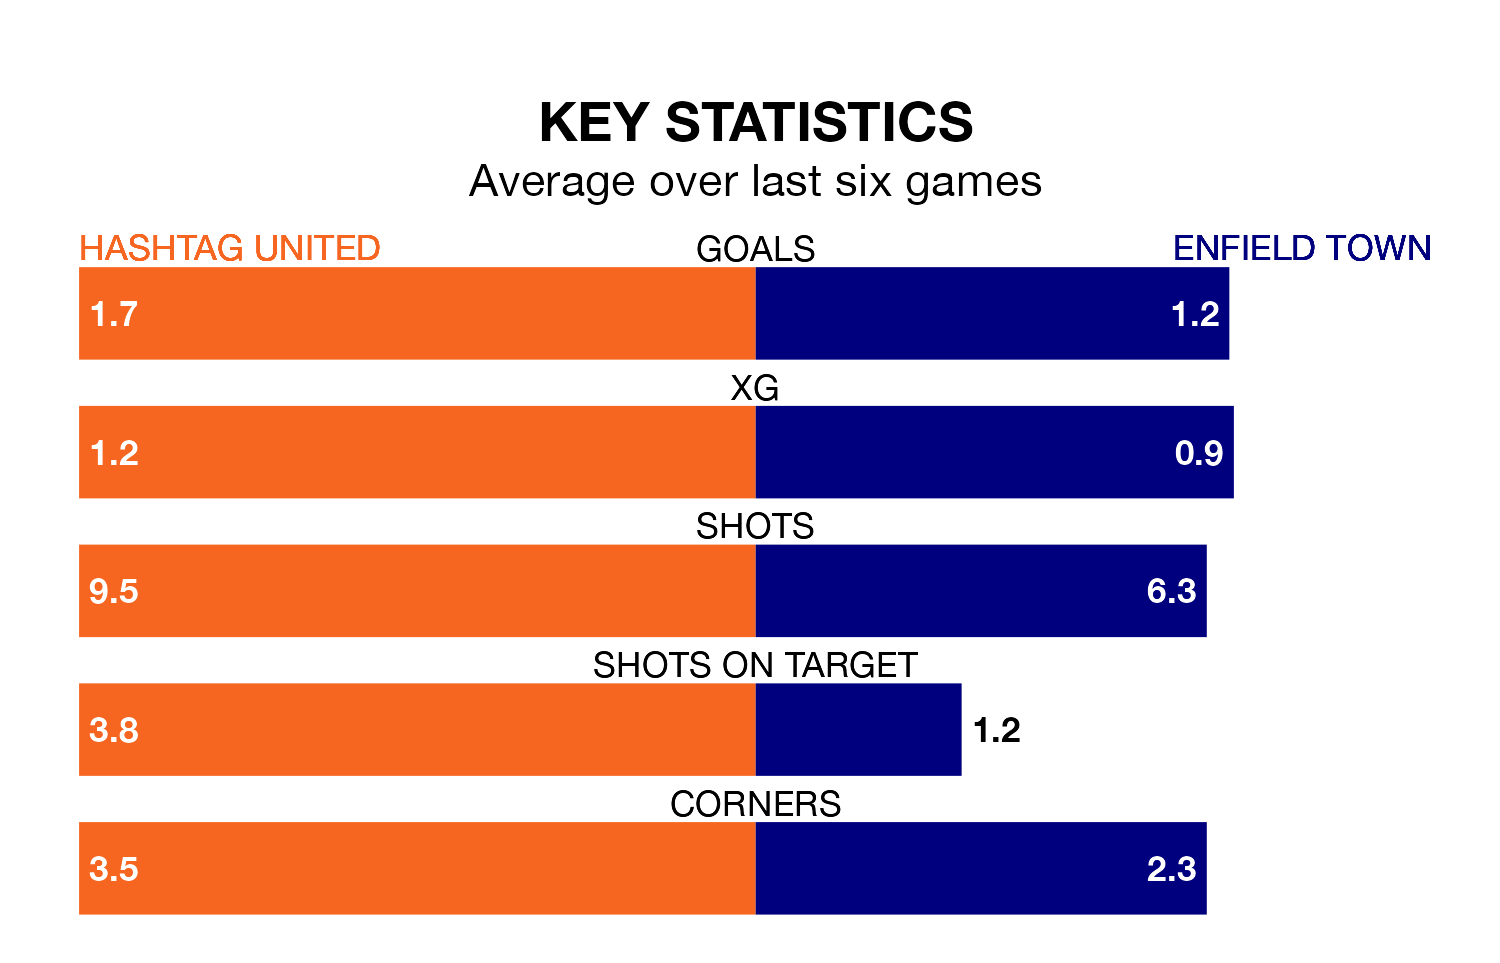 KEY STATISTICS
Average over last six games
HASHTAG UNITED GOALS ENFIELD TOWN
1.7 1.2
XG
1.2 0.9
SHOTS
9.5 6.3
SHOTS ON TARGET
3.8 1.2
CORNERS
3.5 2.3